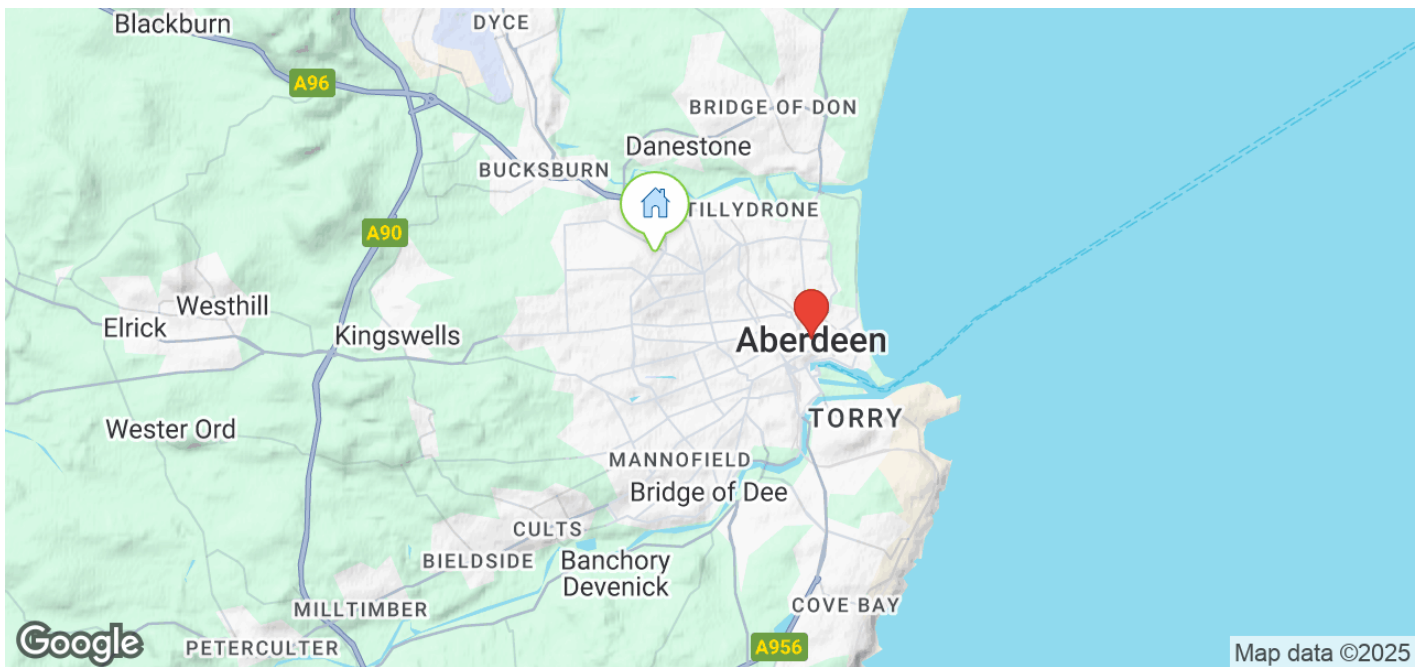 Blackburn
DYCE
A96
BRIDGE OF DON
Danestone
BUCKSBURN
TILLYDRONE
A90
Westhill
Elrick
Kingswells
Aberdeen
TORRY
Wester Ord
MANNOFIELD
Bridge of Dee
CULTS
BIELDSIDE
Banchory
Devenick
MILLTIMBER
COVE BAY
PETERCULTER
A956
Google
Map data ©2025